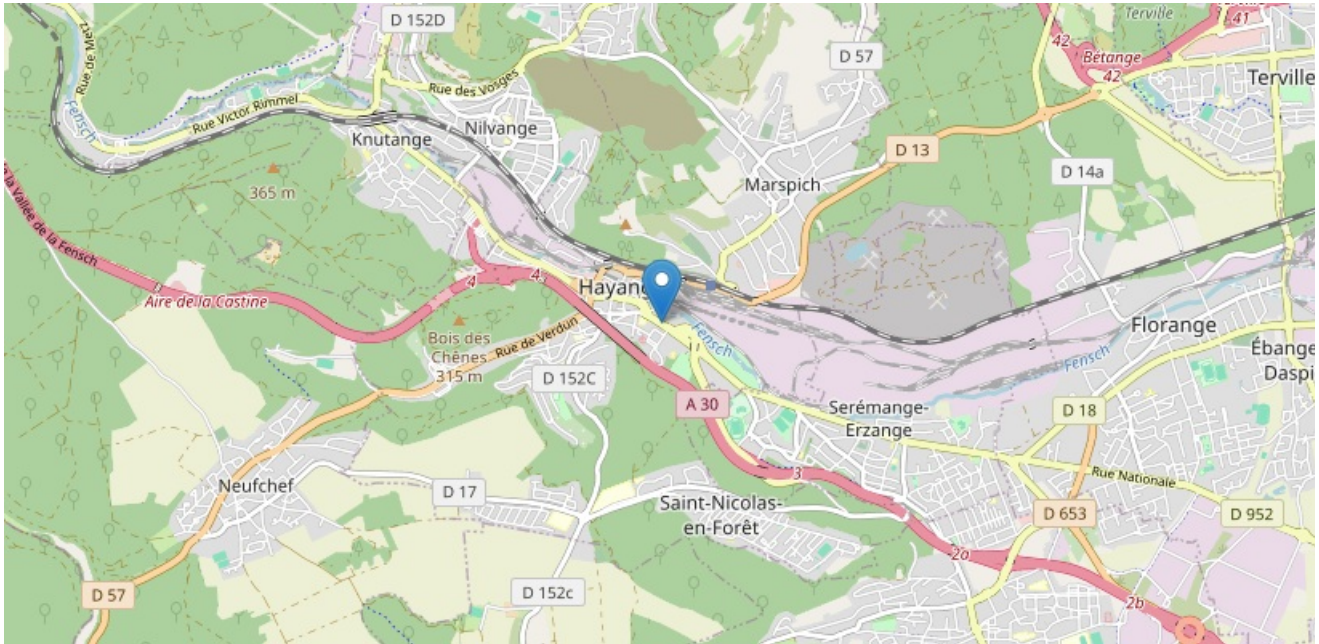 D 152D
Terville
41
42
Bétange
42
Terville
Rue de Metz
Fensch
Rue des Vosges
D 57
Rue Victor Rimmel
Nilvange
Knutange
D 13
365 m
Marspich
D 14a
la Vallée de la Fensch
4
4
Aire de la Castine
Hayang
Bois des
Chênes
315 m
Rue de Verdun
Fensch
Florange
Fensch
Ébange
Daspi
D 152C
A 30
Serémange-
Erzange
D 18
3
Neufchef
D 17
Rue Nationale
Saint-Nicolas-
en-Forêt
D 653
D 952
2a
D 57
D 152c
2b